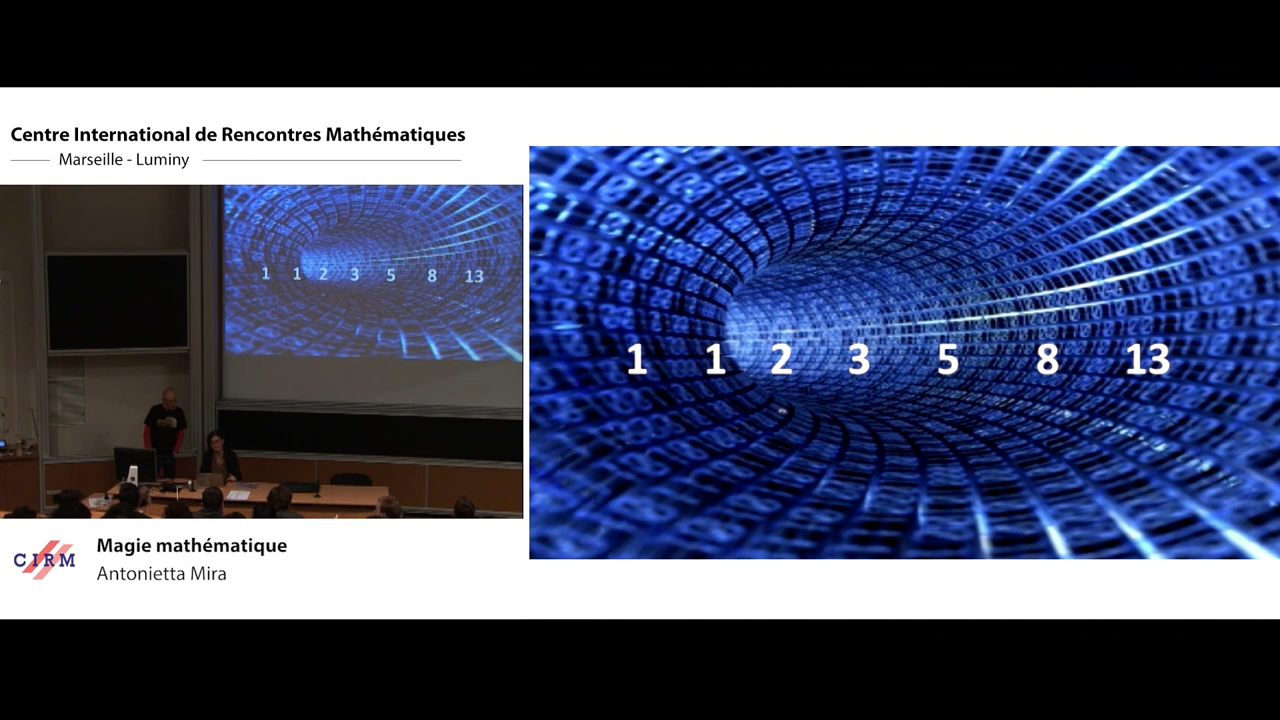 Centre International de Rencontres Mathématiques
Marseille - Luminy
1 1 2 3 5 8 13
1 1 2 3 5 8 13
CIRM
Magie mathématique
Antonietta Mira